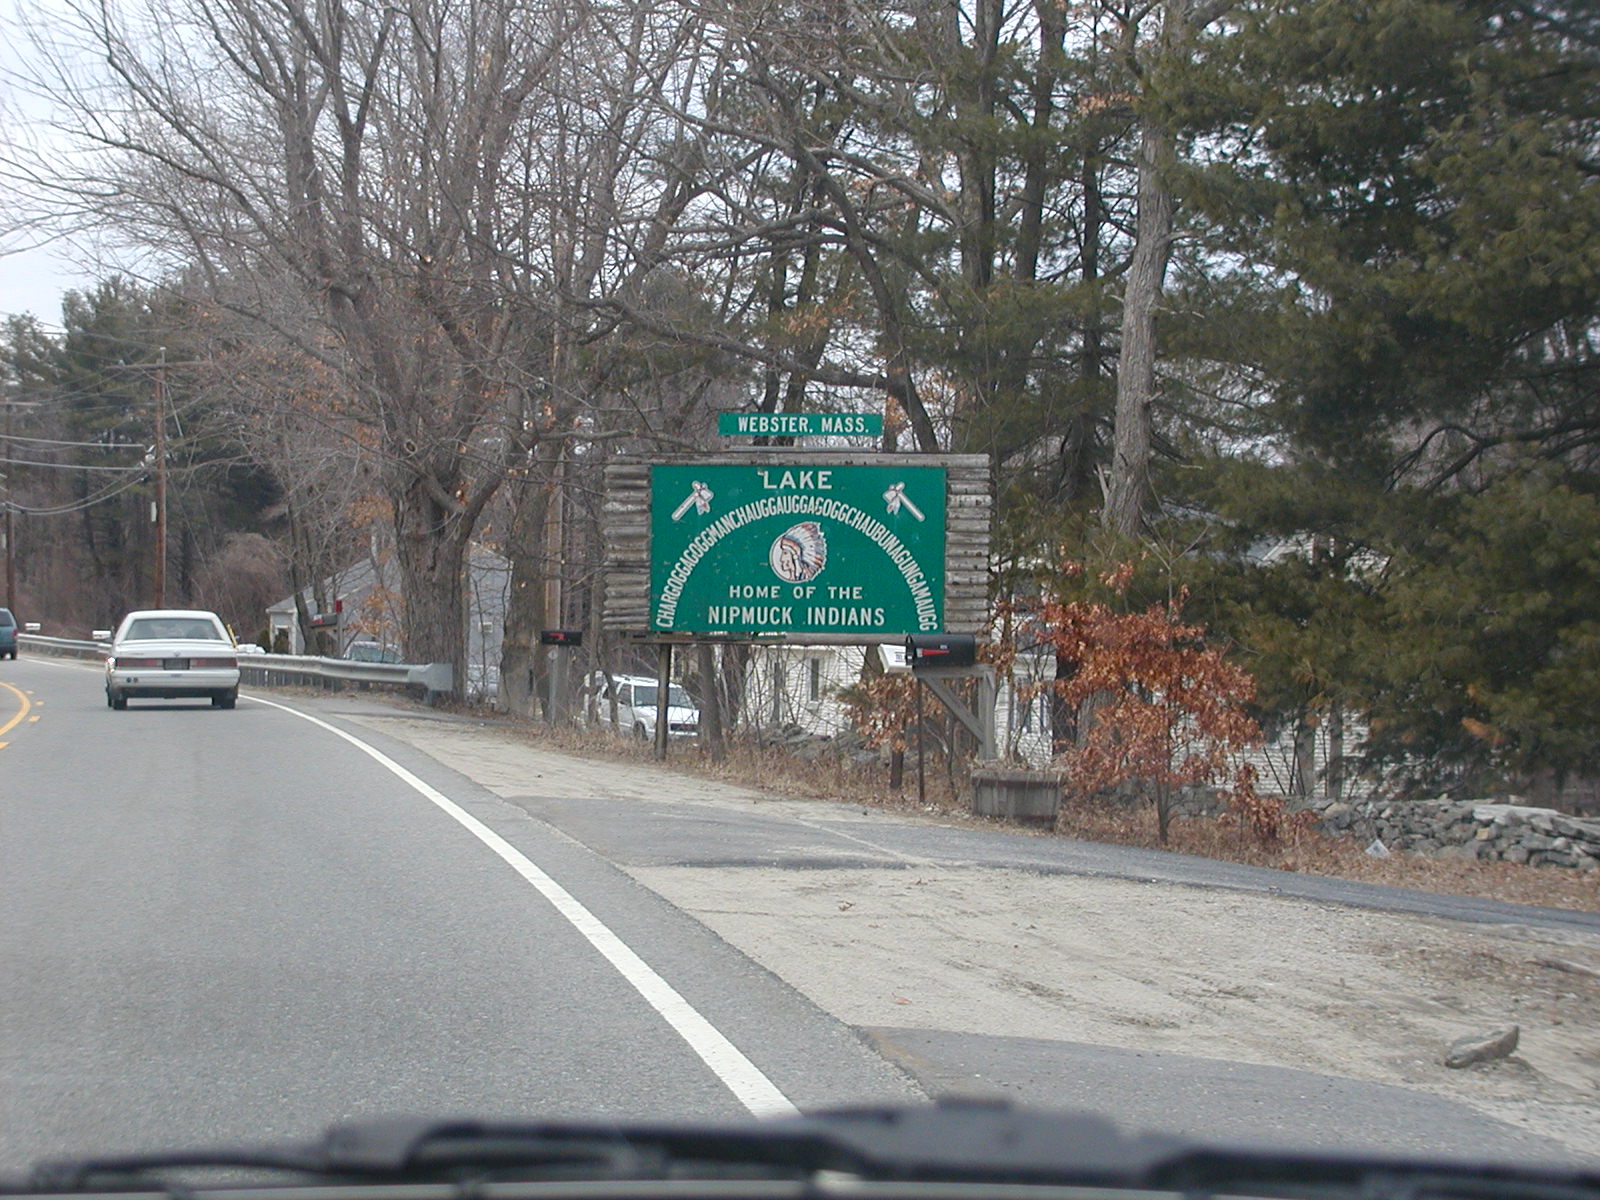 WEBSTER, MASS.
LAKE
CHARGOGGAGOGGMANCHAUGGAUGGAGOGGCHAUBUNAGUNGAMAUGG
HOME OF THE
NIPMUCK INDIANS